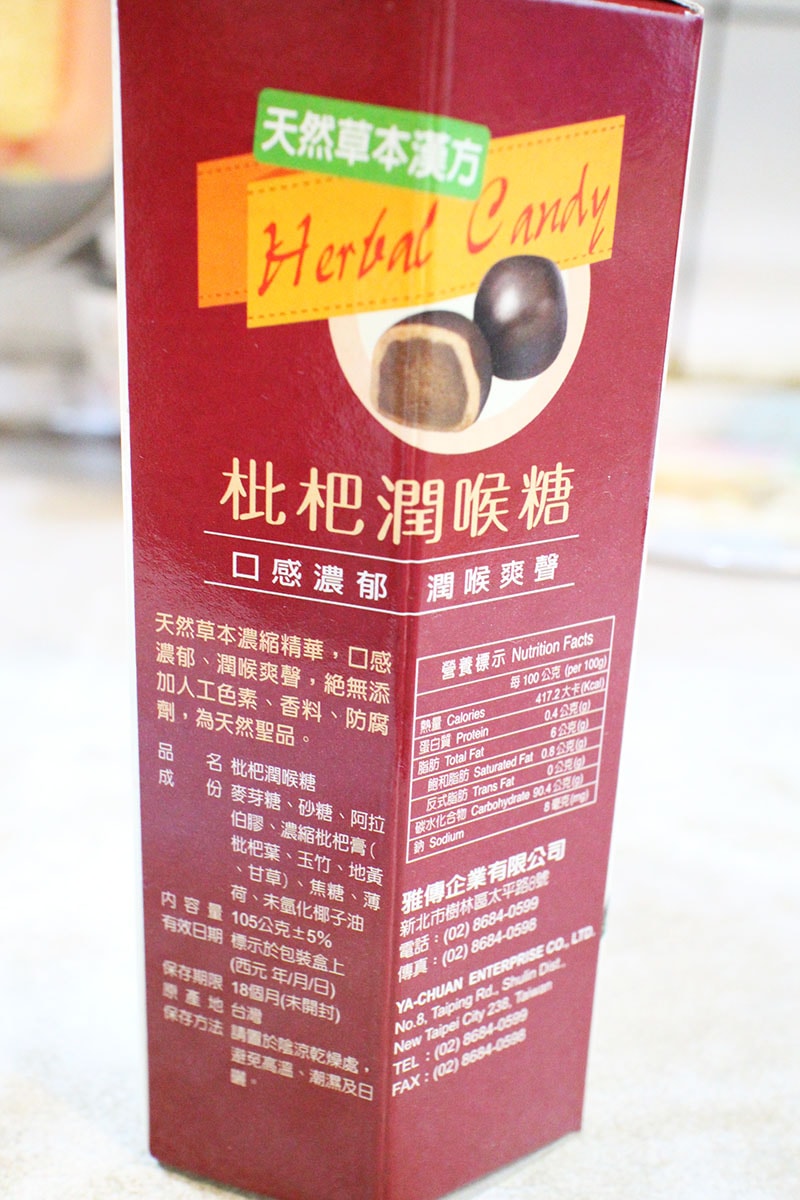 天然草本漢方
Herbal Candy
枇杷潤喉糖
口感濃郁 潤喉爽聲
天然草本濃縮精華，口感
濃郁、潤喉爽聲，絕無添
加人工色素、香料、防腐
劑，為天然聖品。
品名 枇杷潤喉糖
成份 麥芽糖、砂糖、阿拉
伯膠、濃縮枇杷膏(
枇杷葉、玉竹、地黃
、甘草)、焦糖、薄
荷、未氫化椰子油
內容量 105公克±5%
有效日期 標示於包裝盒上
(西元 年/月/日)
保存期限 18個月(未開封)
原產地 台灣
保存方法 請置於陰涼乾燥處，
避免高溫、潮濕及日
曬。
營養標示 Nutrition Facts
每100公克 (per 100g)
熱量 Calories 417.2大卡(Kcal)
蛋白質 Protein 0.4公克(g)
脂肪 Total Fat 6公克(g)
飽和脂肪 Saturated Fat 0.8公克(g)
反式脂肪 Trans Fat 0公克(g)
碳水化合物 Carbohydrate 90.4公克(g)
鈉 Sodium 8毫克(mg)
雅傳企業有限公司
新北市樹林區太平路8號
電話：(02) 8684-0599
傳真：(02) 8684-0598
YA-CHUAN ENTERPRISE CO., LTD.
No.8, Taiping Rd., Shulin Dist.,
New Taipei City 238, Taiwan
TEL：(02) 8684-0599
FAX：(02) 8684-0598